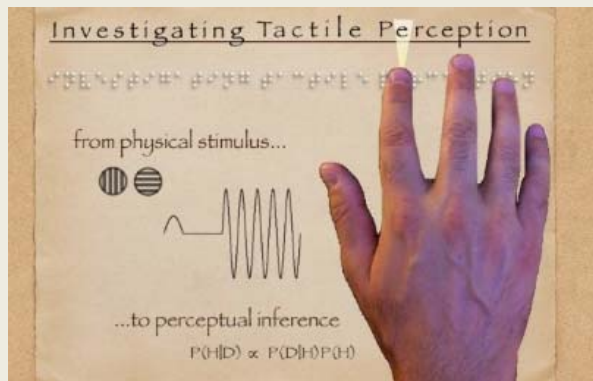 Investigating Tactile Perception
from physical stimulus...
...to perceptual inference
P(H|D) ∝ P(D|H)P(H)